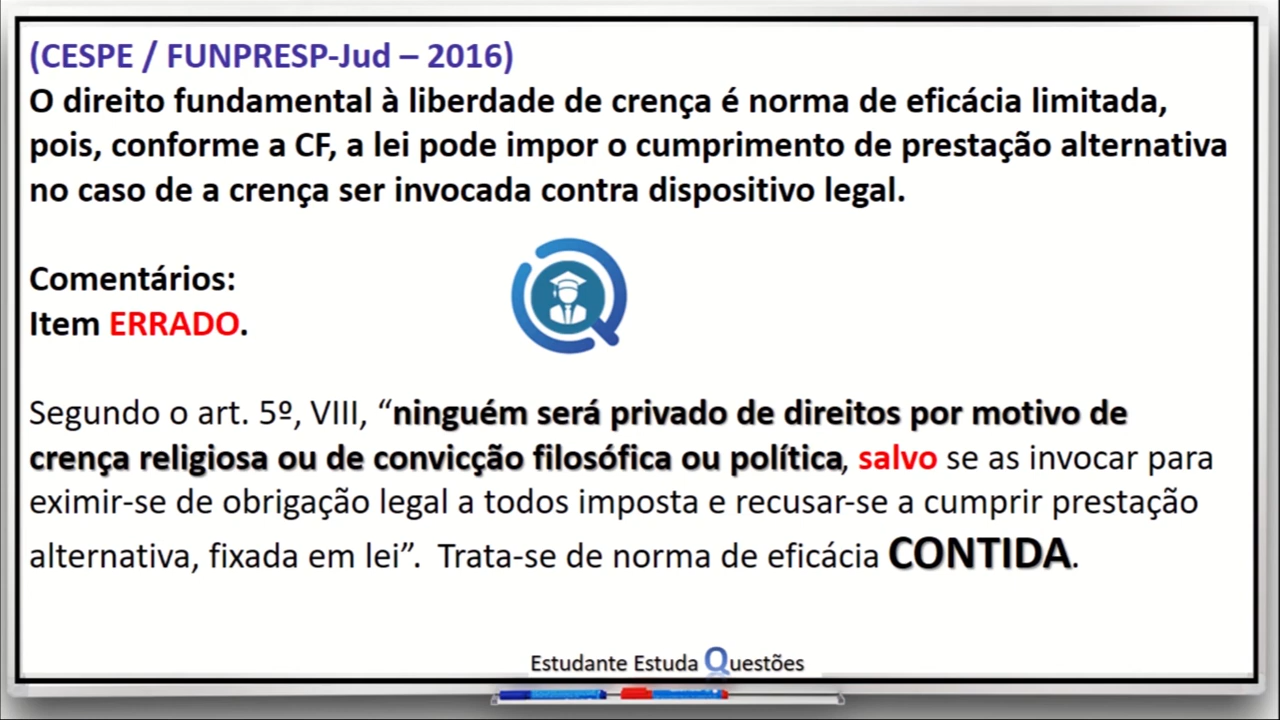 (CESPE / FUNPRESP-Jud – 2016)
O direito fundamental à liberdade de crença é norma de eficácia limitada,
pois, conforme a CF, a lei pode impor o cumprimento de prestação alternativa
no caso de a crença ser invocada contra dispositivo legal.
Comentários:
Item ERRADO.
Segundo o art. 5º, VIII, “ninguém será privado de direitos por motivo de
crença religiosa ou de convicção filosófica ou política, salvo se as invocar para
eximir-se de obrigação legal a todos imposta e recusar-se a cumprir prestação
alternativa, fixada em lei”. Trata-se de norma de eficácia CONTIDA.
Estudante Estuda Questões